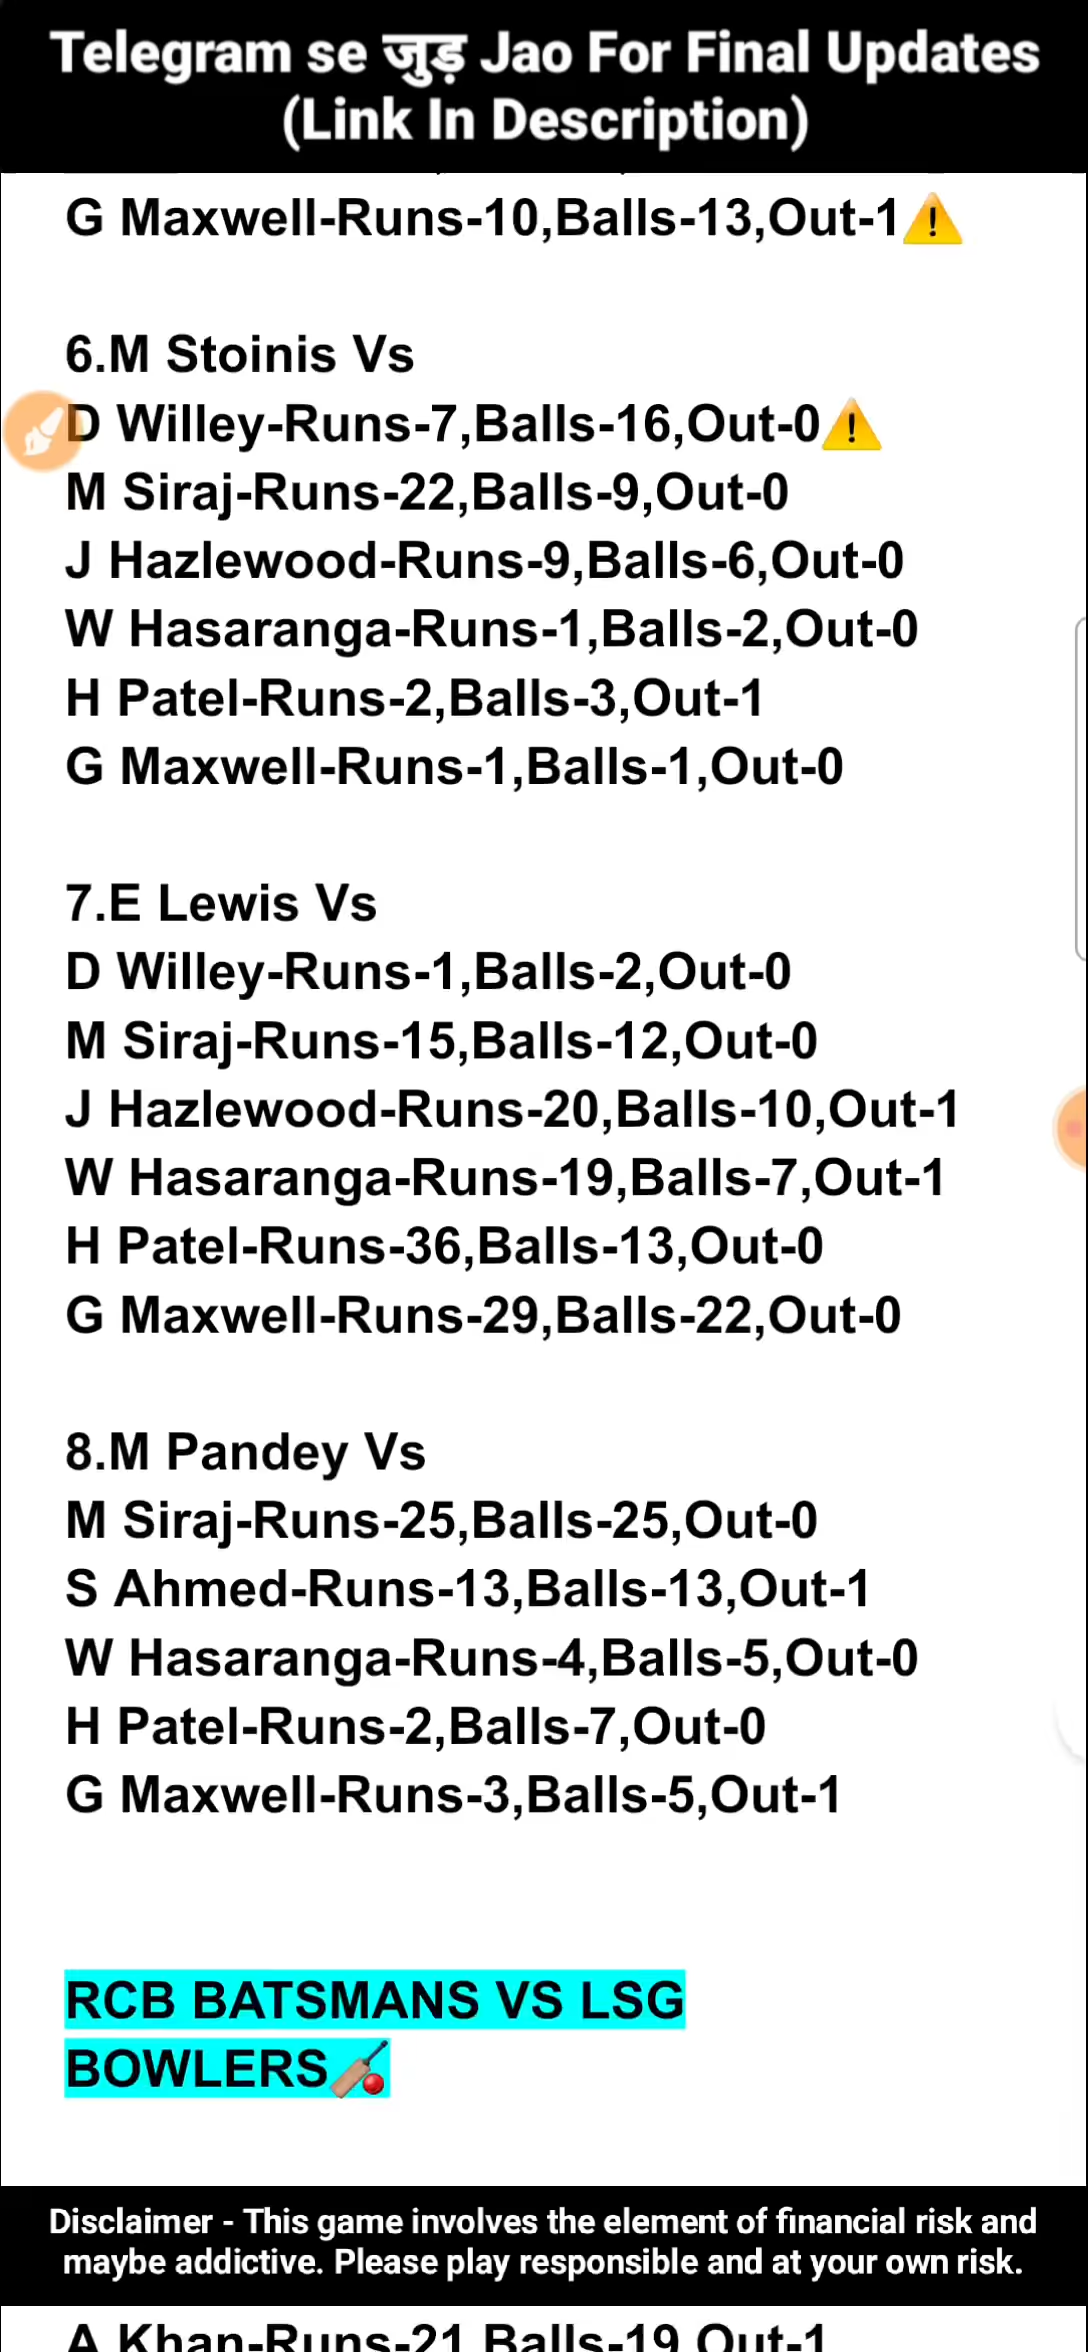 Telegram se जुड़ Jao For Final Updates
(Link In Description)
G Maxwell-Runs-10,Balls-13,Out-1⚠️
6.M Stoinis Vs
D Willey-Runs-7,Balls-16,Out-0⚠️
M Siraj-Runs-22,Balls-9,Out-0
J Hazlewood-Runs-9,Balls-6,Out-0
W Hasaranga-Runs-1,Balls-2,Out-0
H Patel-Runs-2,Balls-3,Out-1
G Maxwell-Runs-1,Balls-1,Out-0
7.E Lewis Vs
D Willey-Runs-1,Balls-2,Out-0
M Siraj-Runs-15,Balls-12,Out-0
J Hazlewood-Runs-20,Balls-10,Out-1
W Hasaranga-Runs-19,Balls-7,Out-1
H Patel-Runs-36,Balls-13,Out-0
G Maxwell-Runs-29,Balls-22,Out-0
8.M Pandey Vs
M Siraj-Runs-25,Balls-25,Out-0
S Ahmed-Runs-13,Balls-13,Out-1
W Hasaranga-Runs-4,Balls-5,Out-0
H Patel-Runs-2,Balls-7,Out-0
G Maxwell-Runs-3,Balls-5,Out-1
RCB BATSMANS VS LSG
BOWLERS🏏
Disclaimer - This game involves the element of financial risk and
maybe addictive. Please play responsible and at your own risk.
A Khan-Runs-21,Balls-19,Out-1